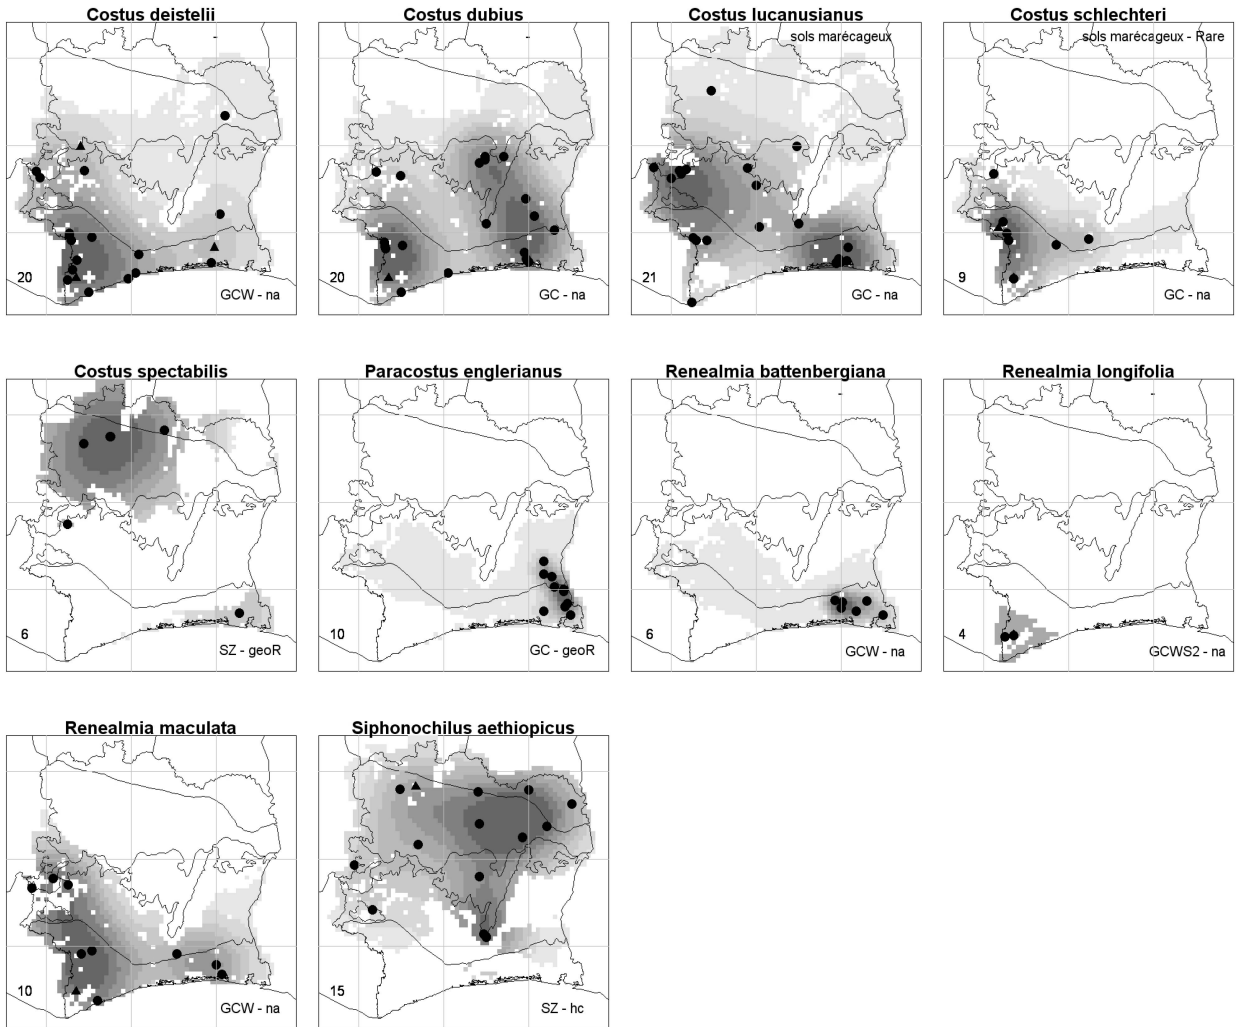 Costus deistelii
20
GCW - na
Costus dubius
20
GC - na
Costus lucanusianus
sols marécageux
21
GC - na
Costus schlechteri
sols marécageux - Rare
9
GC - na
Costus spectabilis
6
SZ - geoR
Paracostus englerianus
10
GC - geoR
Renealmia battenbergiana
6
GCW - na
Renealmia longifolia
4
GCWS2 - na
Renealmia maculata
10
GCW - na
Siphonochilus aethiopicus
15
SZ - hc